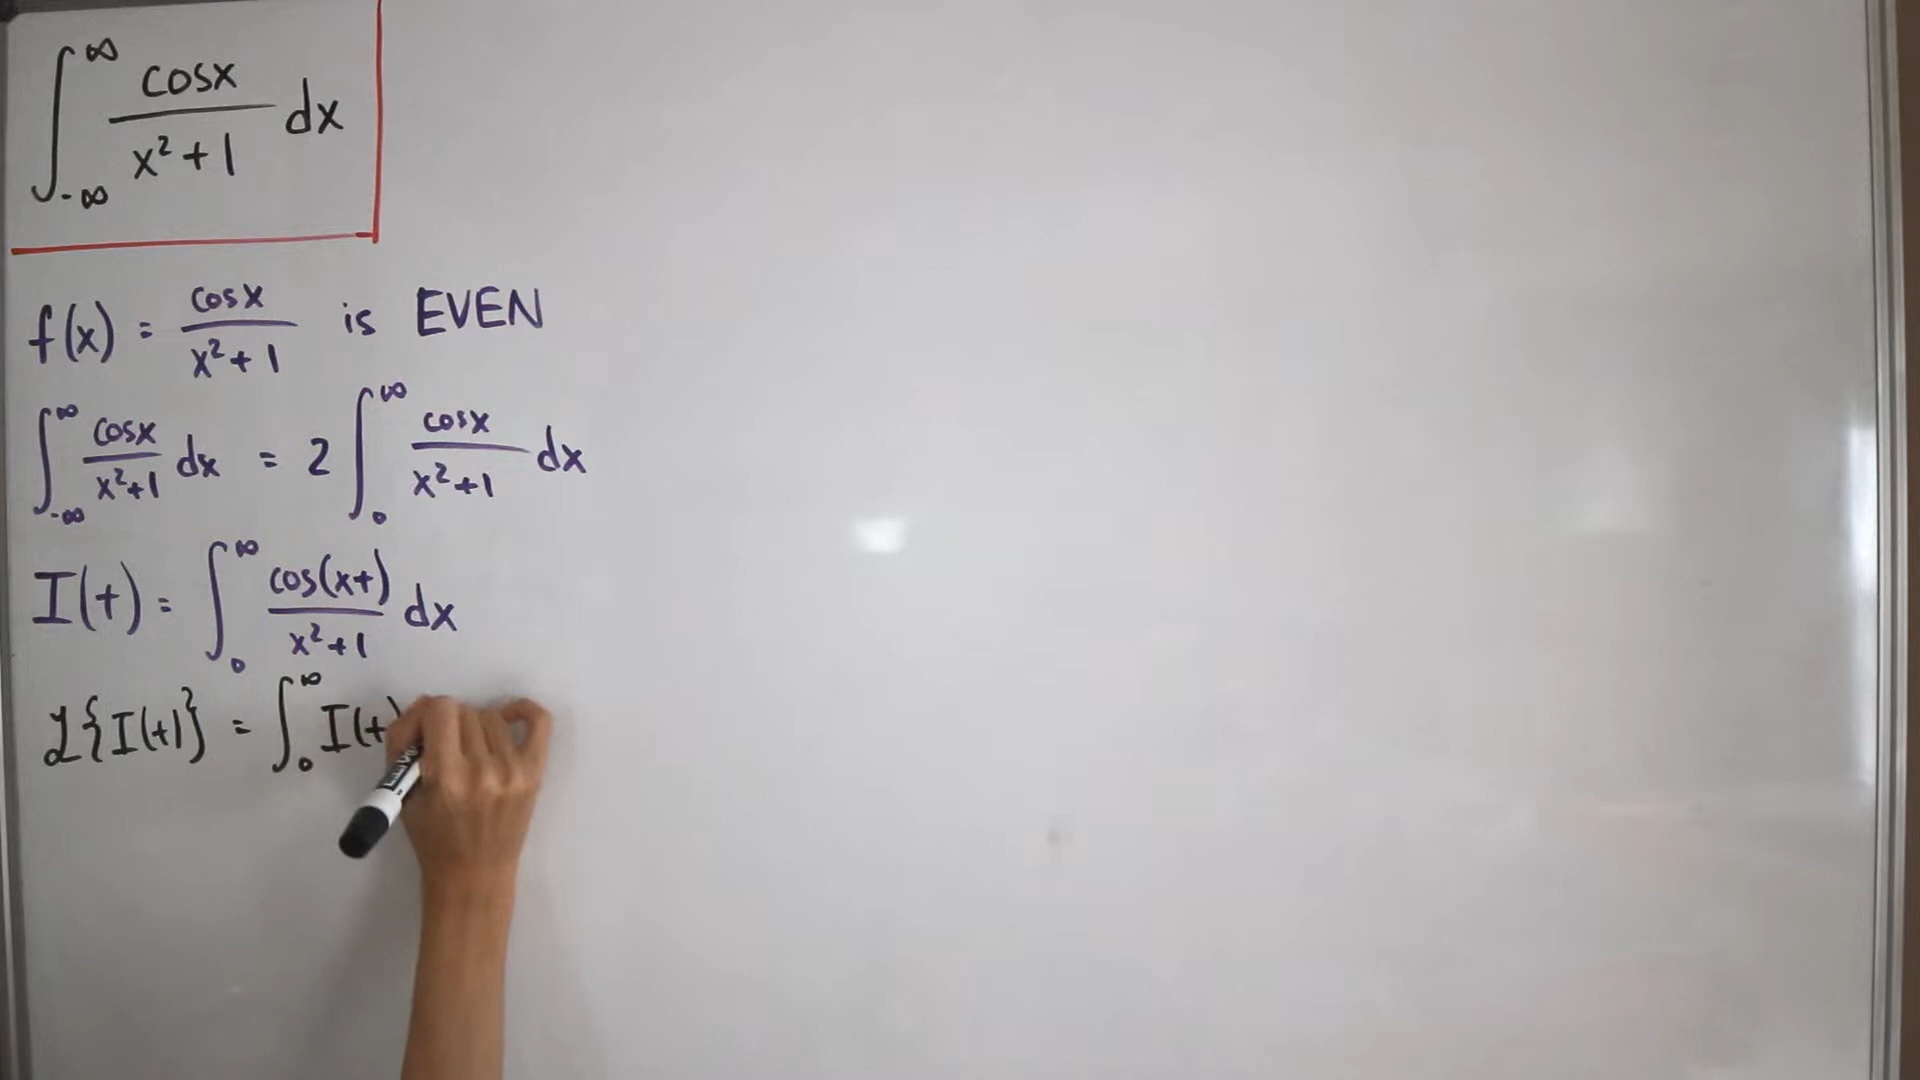 ∫_{-∞}^{∞} cosx / (x²+1) dx
f(x) = cosx / (x²+1) is EVEN
∫_{-∞}^{∞} cosx / (x²+1) dx = 2 ∫_{0}^{∞} cosx / (x²+1) dx
I(t) = ∫_{0}^{∞} cos(xt) / (x²+1) dx
ℒ{I(t)} = ∫_{0}^{∞} I(t)